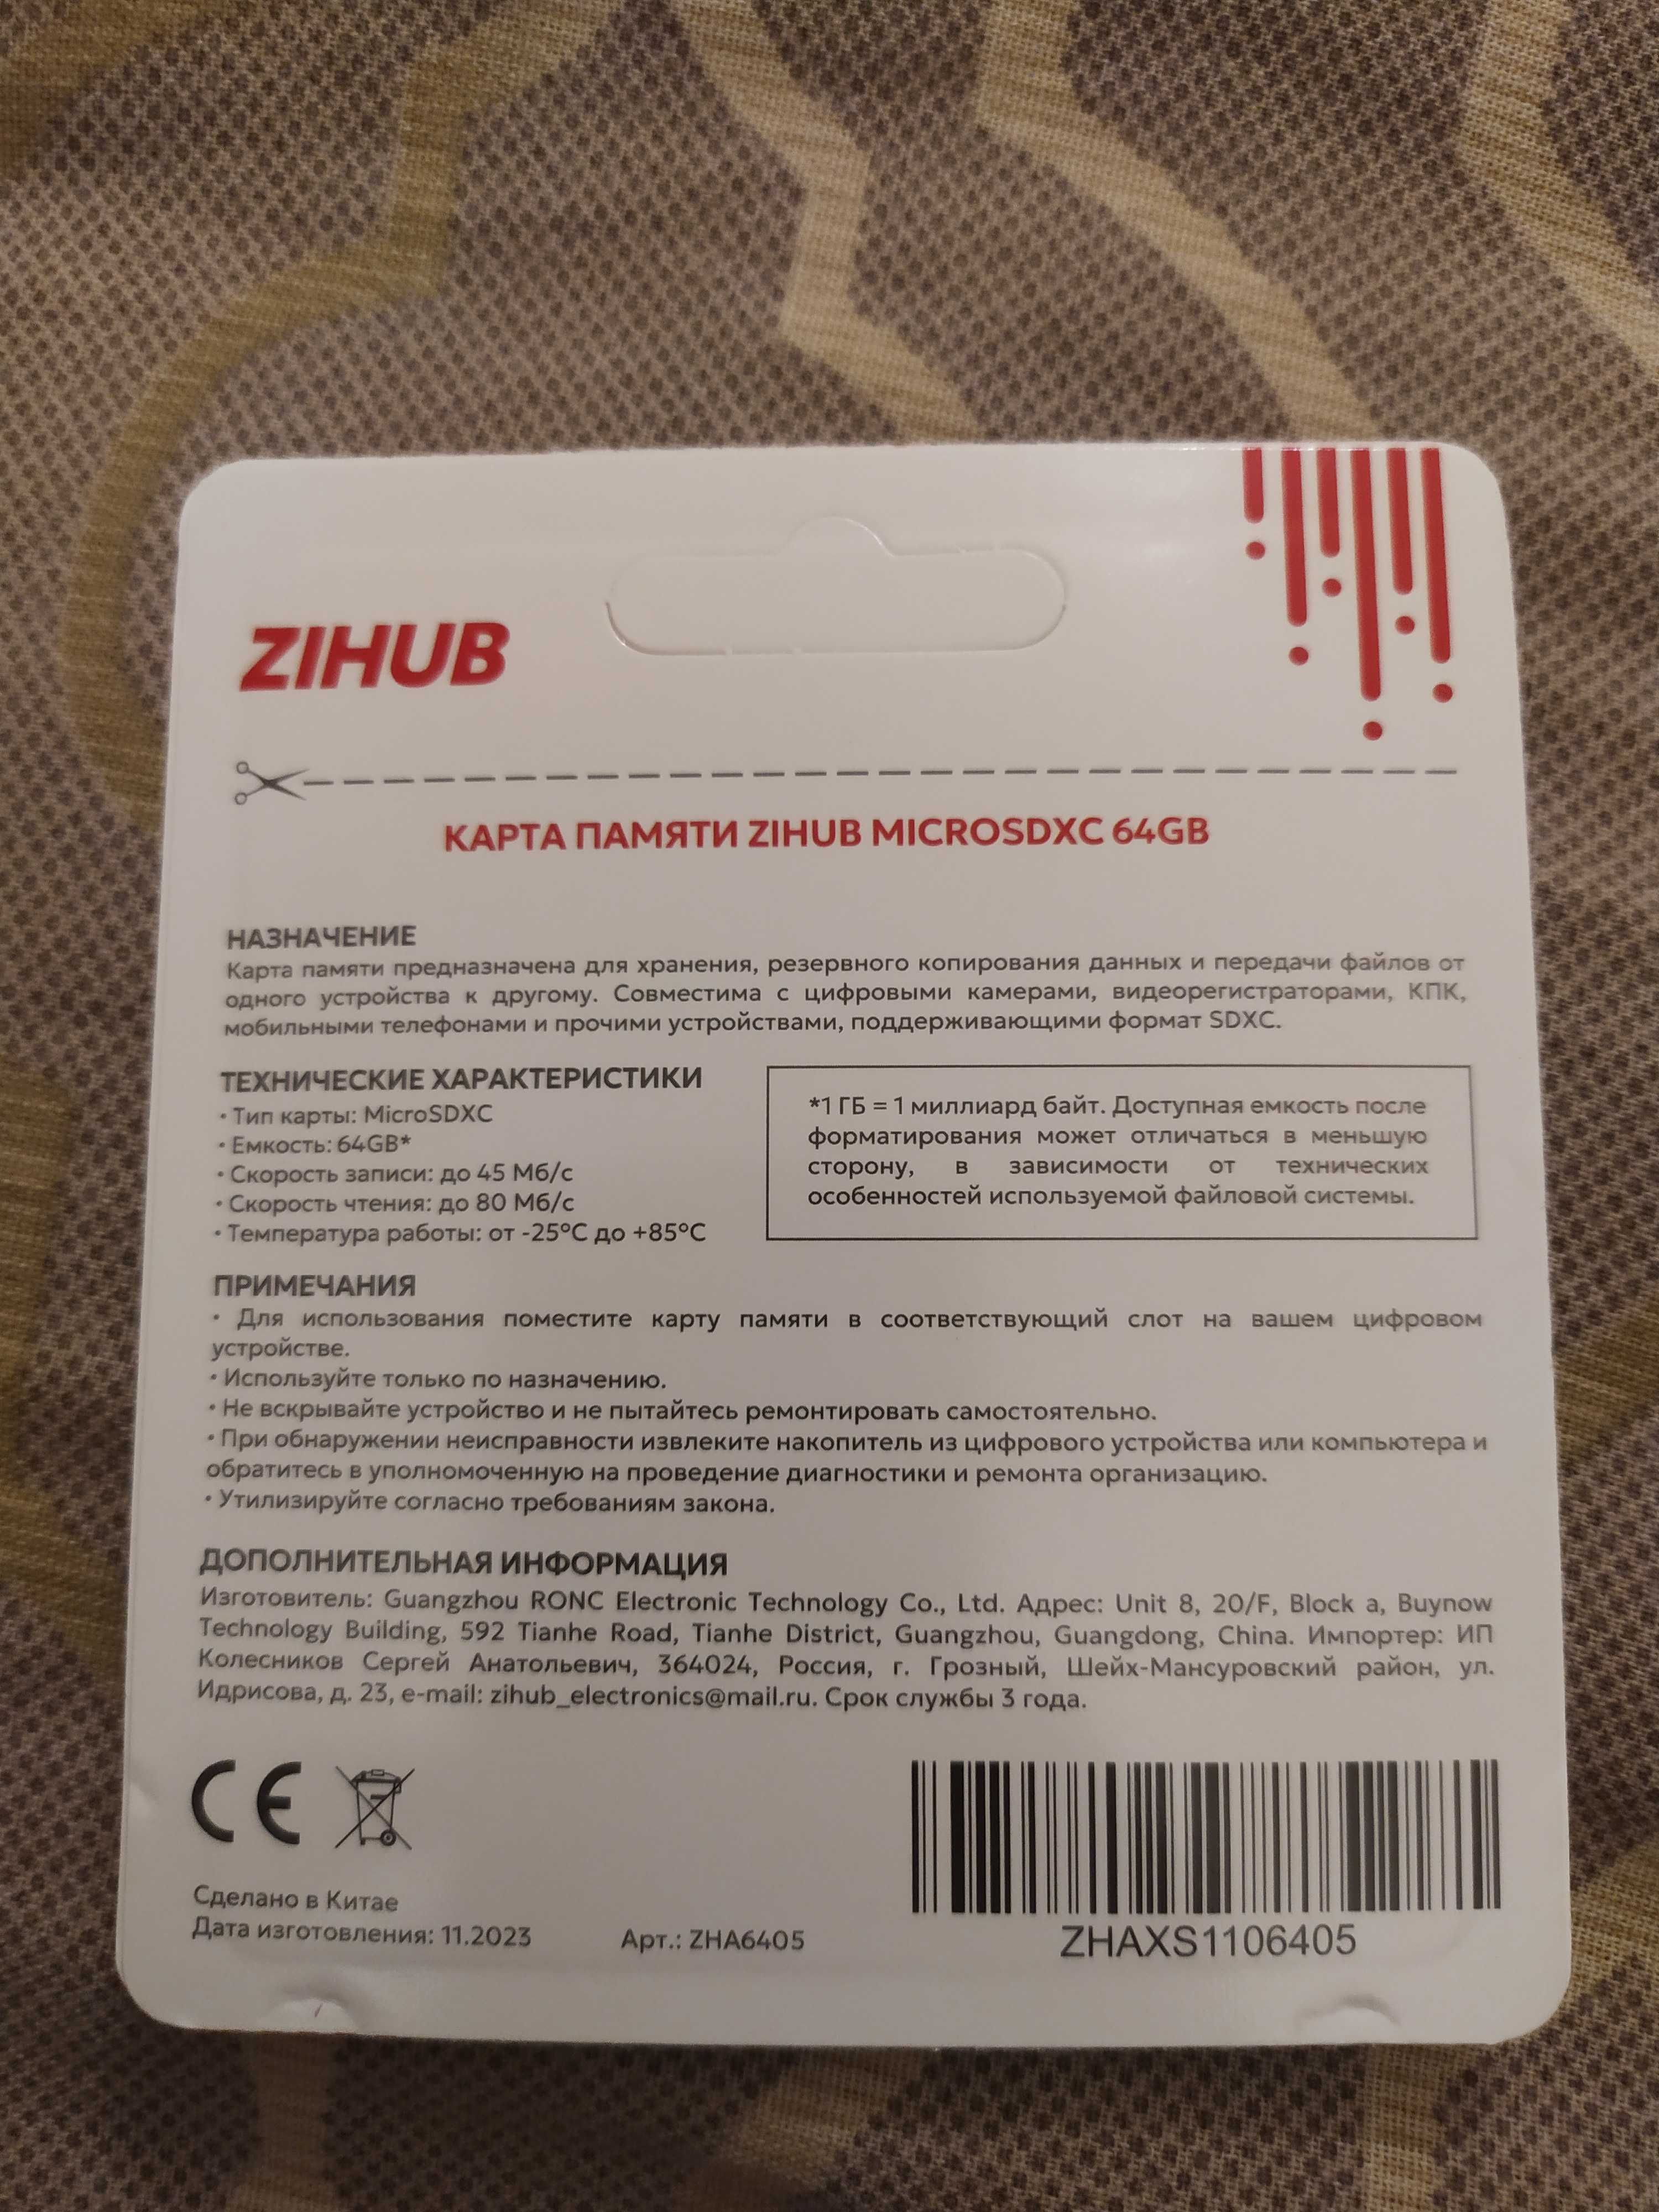 ZIHUB
КАРТА ПАМЯТИ ZIHUB MICROSDXC 64GB
НАЗНАЧЕНИЕ
Карта памяти предназначена для хранения, резервного копирования данных и передачи файлов от
одного устройства к другому. Совместима с цифровыми камерами, видеорегистраторами, КПК,
мобильными телефонами и прочими устройствами, поддерживающими формат SDXC.
ТЕХНИЧЕСКИЕ ХАРАКТЕРИСТИКИ
• Тип карты: MicroSDXC
• Емкость: 64GB*
• Скорость записи: до 45 Мб/с
• Скорость чтения: до 80 Мб/с
• Температура работы: от -25°C до +85°C
*1 ГБ = 1 миллиард байт. Доступная емкость после
форматирования может отличаться в меньшую
сторону, в зависимости от технических
особенностей используемой файловой системы.
ПРИМЕЧАНИЯ
• Для использования поместите карту памяти в соответствующий слот на вашем цифровом
устройстве.
• Используйте только по назначению.
• Не вскрывайте устройство и не пытайтесь ремонтировать самостоятельно.
• При обнаружении неисправности извлеките накопитель из цифрового устройства или компьютера и
обратитесь в уполномоченную на проведение диагностики и ремонта организацию.
• Утилизируйте согласно требованиям закона.
ДОПОЛНИТЕЛЬНАЯ ИНФОРМАЦИЯ
Изготовитель: Guangzhou RONC Electronic Technology Co., Ltd. Адрес: Unit 8, 20/F, Block a, Buynow
Technology Building, 592 Tianhe Road, Tianhe District, Guangzhou, Guangdong, China. Импортер: ИП
Колесников Сергей Анатольевич, 364024, Россия, г. Грозный, Шейх-Мансуровский район, ул.
Идрисова, д. 23, e-mail: zihub_electronics@mail.ru. Срок службы 3 года.
CE
Сделано в Китае
Дата изготовления: 11.2023
Арт.: ZHA6405
ZHAXS1106405